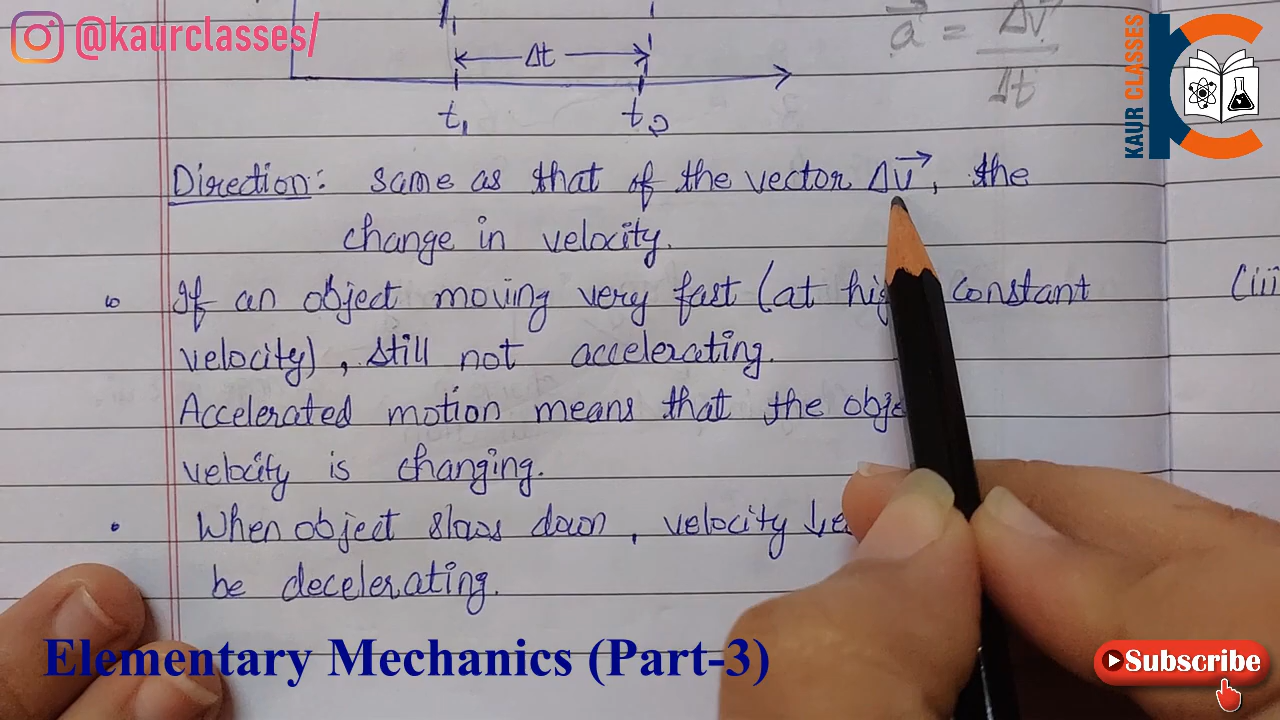 @kaurclasses/
Δt
t₁ t₂
a⃗ = Δv⃗ / Δt
KAUR CLASSES
Direction: same as that of the vector Δv⃗, the
change in velocity.
If an object moving very fast (at constant
velocity), still not accelerating.
(iii
Accelerated motion means that the
velocity is changing.
When object slows down, velocity
be decelerating.
Elementary Mechanics (Part-3)
Subscribe